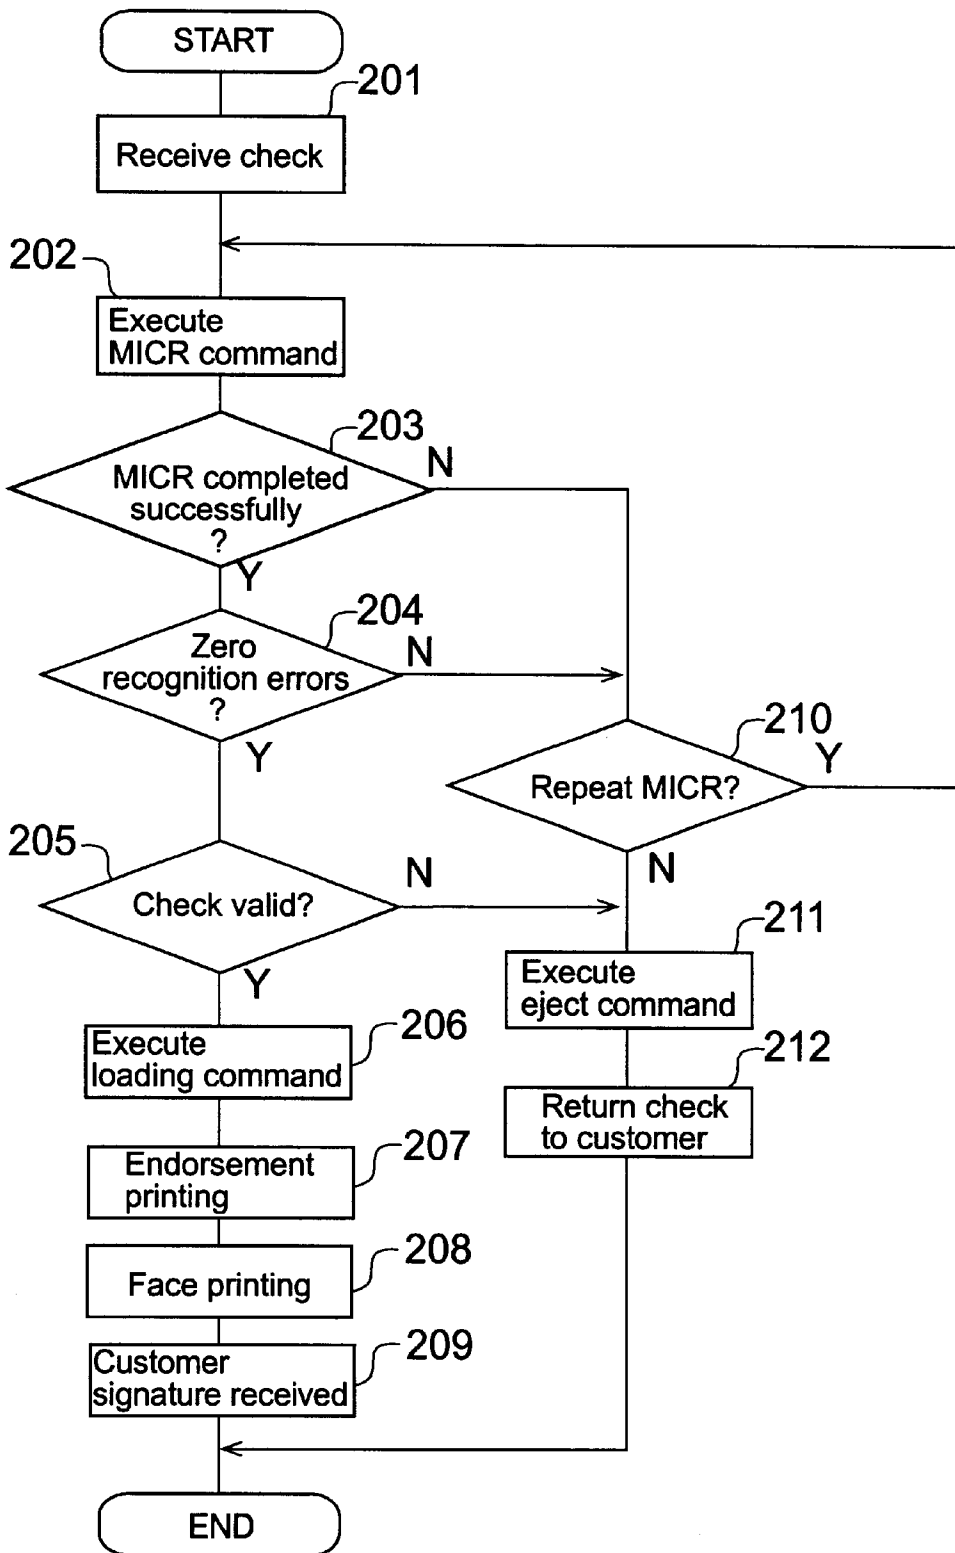 START
201
Receive check
202
Execute
MICR command
203
MICR completed
successfully
?
N
Y
204
Zero
recognition errors
?
N
Y
210
Repeat MICR?
Y
N
205
Check valid?
N
Y
211
Execute
eject command
206
Execute
loading command
212
Return check
to customer
207
Endorsement
printing
208
Face printing
209
Customer
signature received
END